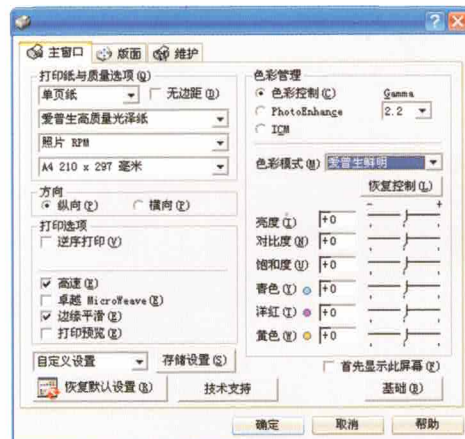 主窗口 版面 维护
打印纸与质量选项(Q)
单页纸 无边距(D)
爱普生高质量光泽纸
照片 RPM
A4 210 x 297 毫米
方向
纵向(P) 横向(P)
打印选项
逆序打印(V)
高速(E)
卓越 MicroWeave(E)
边缘平滑(E)
打印预览(E)
自定义设置 存储设置(S)
恢复默认设置(R) 技术支持
色彩管理
色彩控制(C) Gamma
PhotoEnhance 2.2
ICM
色彩模式(M) 爱普生鲜明
恢复控制(L)
- +
亮度(I) +0
对比度(N) +0
饱和度(U) +0
青色(Y) +0
洋红(T) +0
黄色(W) +0
首先显示此屏幕(F)
基础(B)
确定 取消 帮助